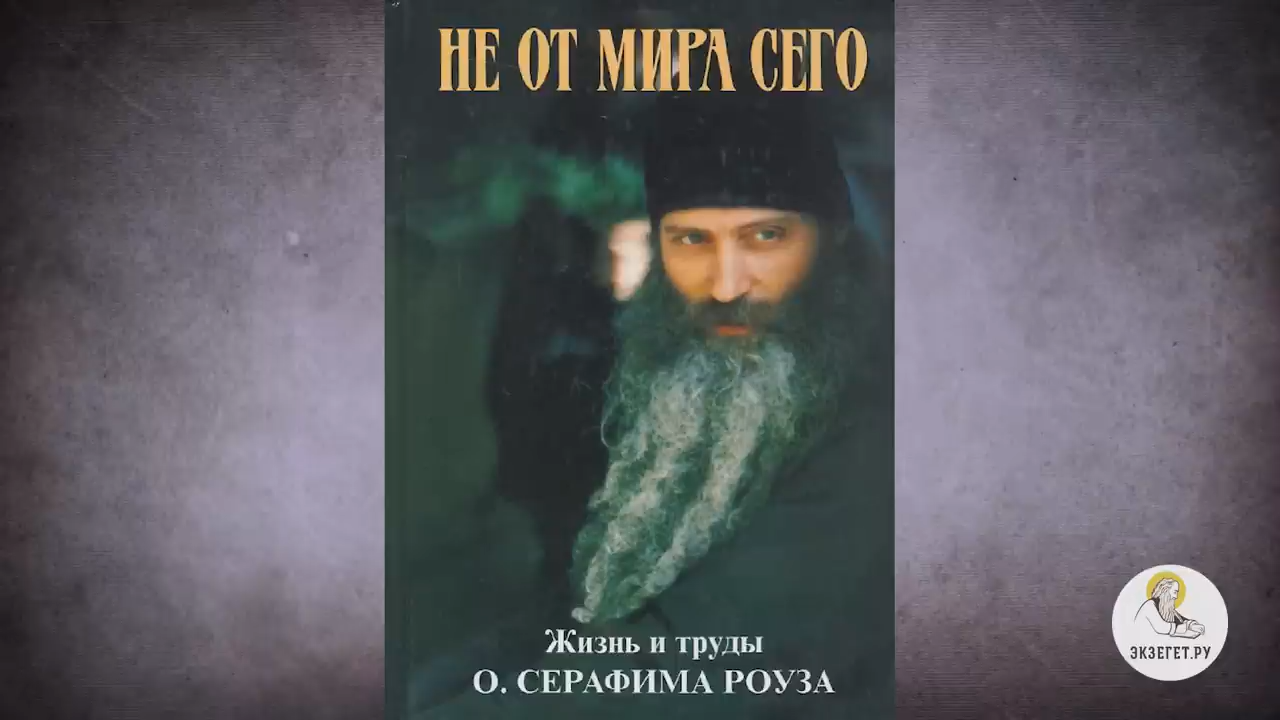 НЕ ОТ МИРА СЕГО
Жизнь и труды
О. СЕРАФИМА РОУЗА
ЭКЗЕГЕТ.РУ